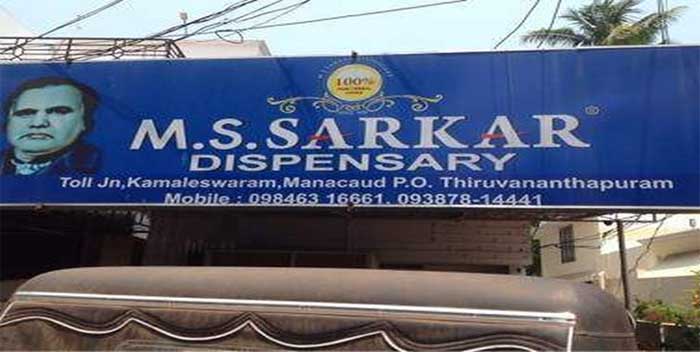 100%
M.S.SARKAR®
DISPENSARY
Toll Jn,Kamaleswaram,Manacaud P.O. Thiruvananthapuram
Mobile : 098463 16661, 093878-14441